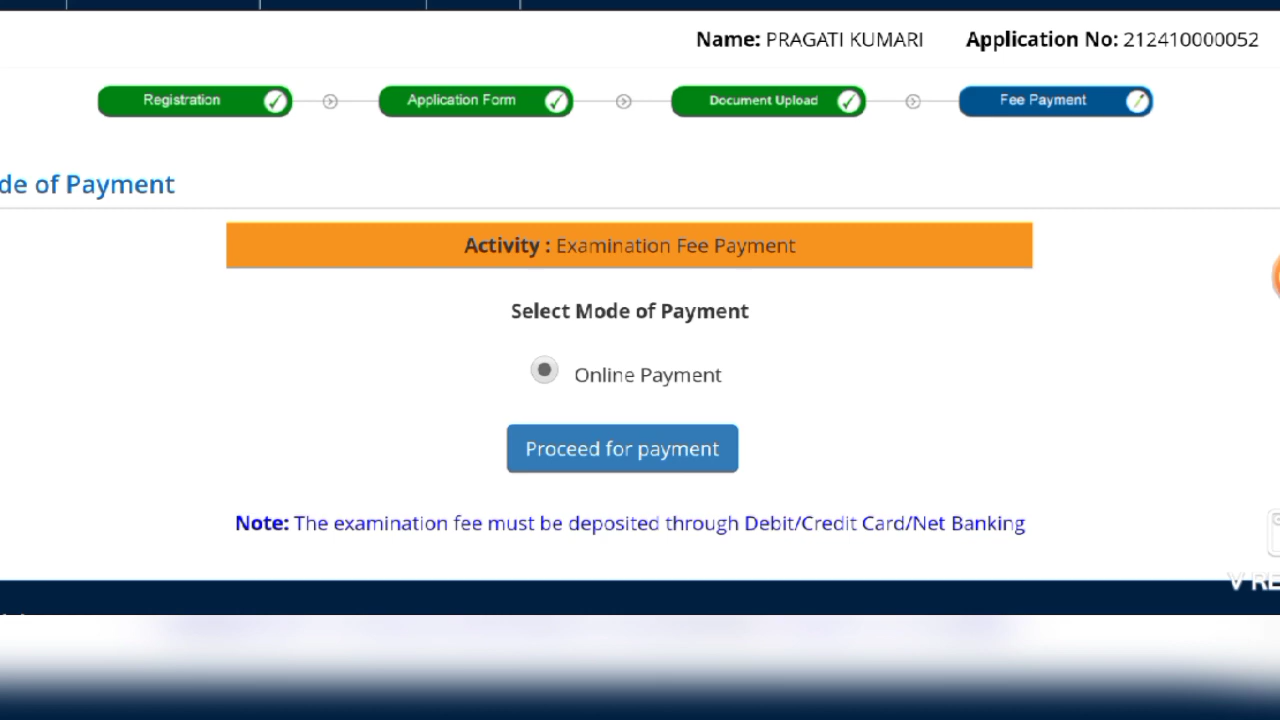 Name: PRAGATI KUMARI Application No: 212410000052
Registration Application Form Document Upload Fee Payment
de of Payment
Activity : Examination Fee Payment
Select Mode of Payment
Online Payment
Proceed for payment
Note: The examination fee must be deposited through Debit/Credit Card/Net Banking
V RE